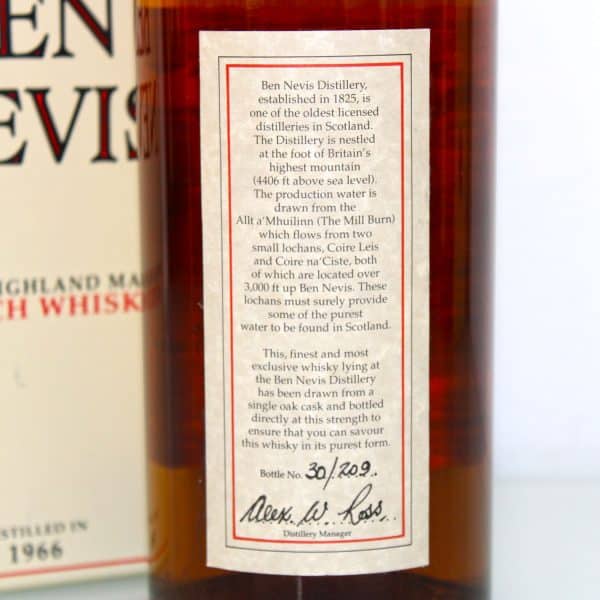 EN
EVIS
HIGHLAND MA
CH WHISK
DISTILLED IN
1966
Ben Nevis Distillery,
established in 1825, is
one of the oldest licensed
distilleries in Scotland.
The Distillery is nestled
at the foot of Britain's
highest mountain
(4406 ft above sea level).
The production water is
drawn from the
Allt a'Mhuilinn (The Mill Burn)
which flows from two
small lochans, Coire Leis
and Coire na'Ciste, both
of which are located over
3,000 ft up Ben Nevis. These
lochans must surely provide
some of the purest
water to be found in Scotland.
This, finest and most
exclusive whisky lying at
the Ben Nevis Distillery
has been drawn from a
single oak cask and bottled
directly at this strength to
ensure that you can savour
this whisky in its purest form.
Bottle No. 30/209.
Alex. W. Ross
Distillery Manager